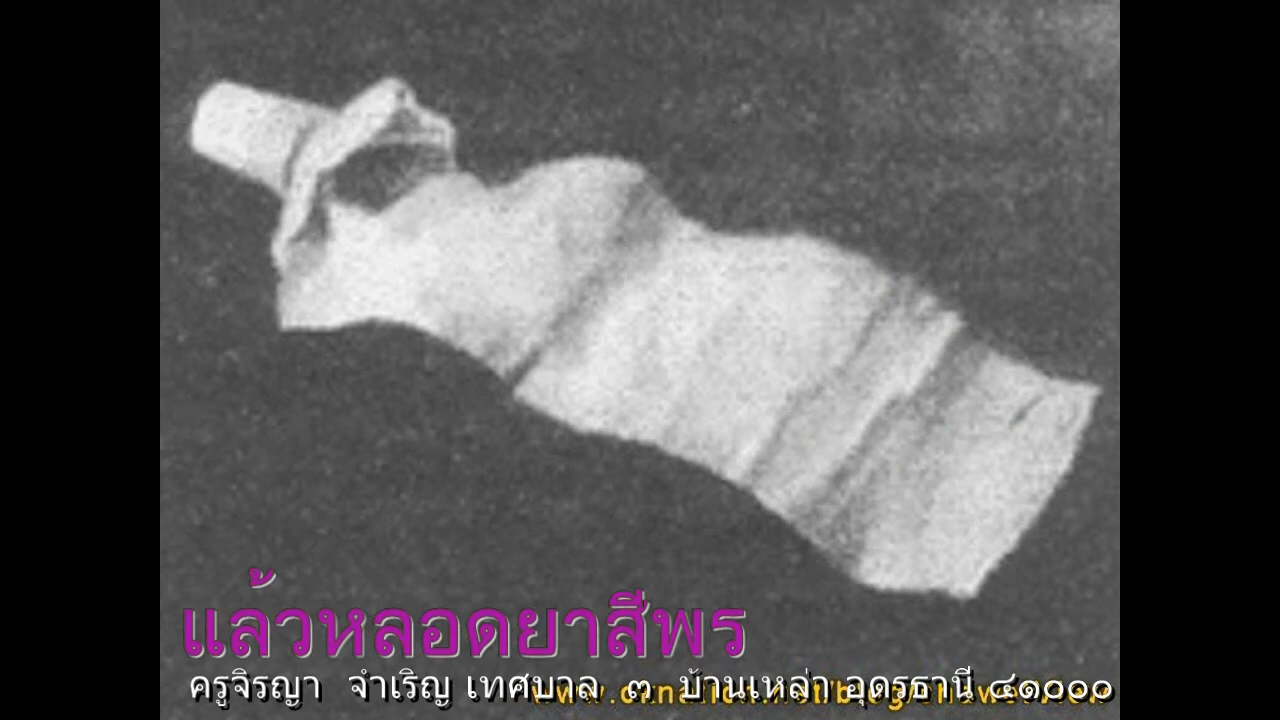 แล้วหลอดยาสีพร
ครูจิรญา จำเริญ เทศบาล ๓ บ้านเหล่า อุดรธานี ๔๑๐๐๐